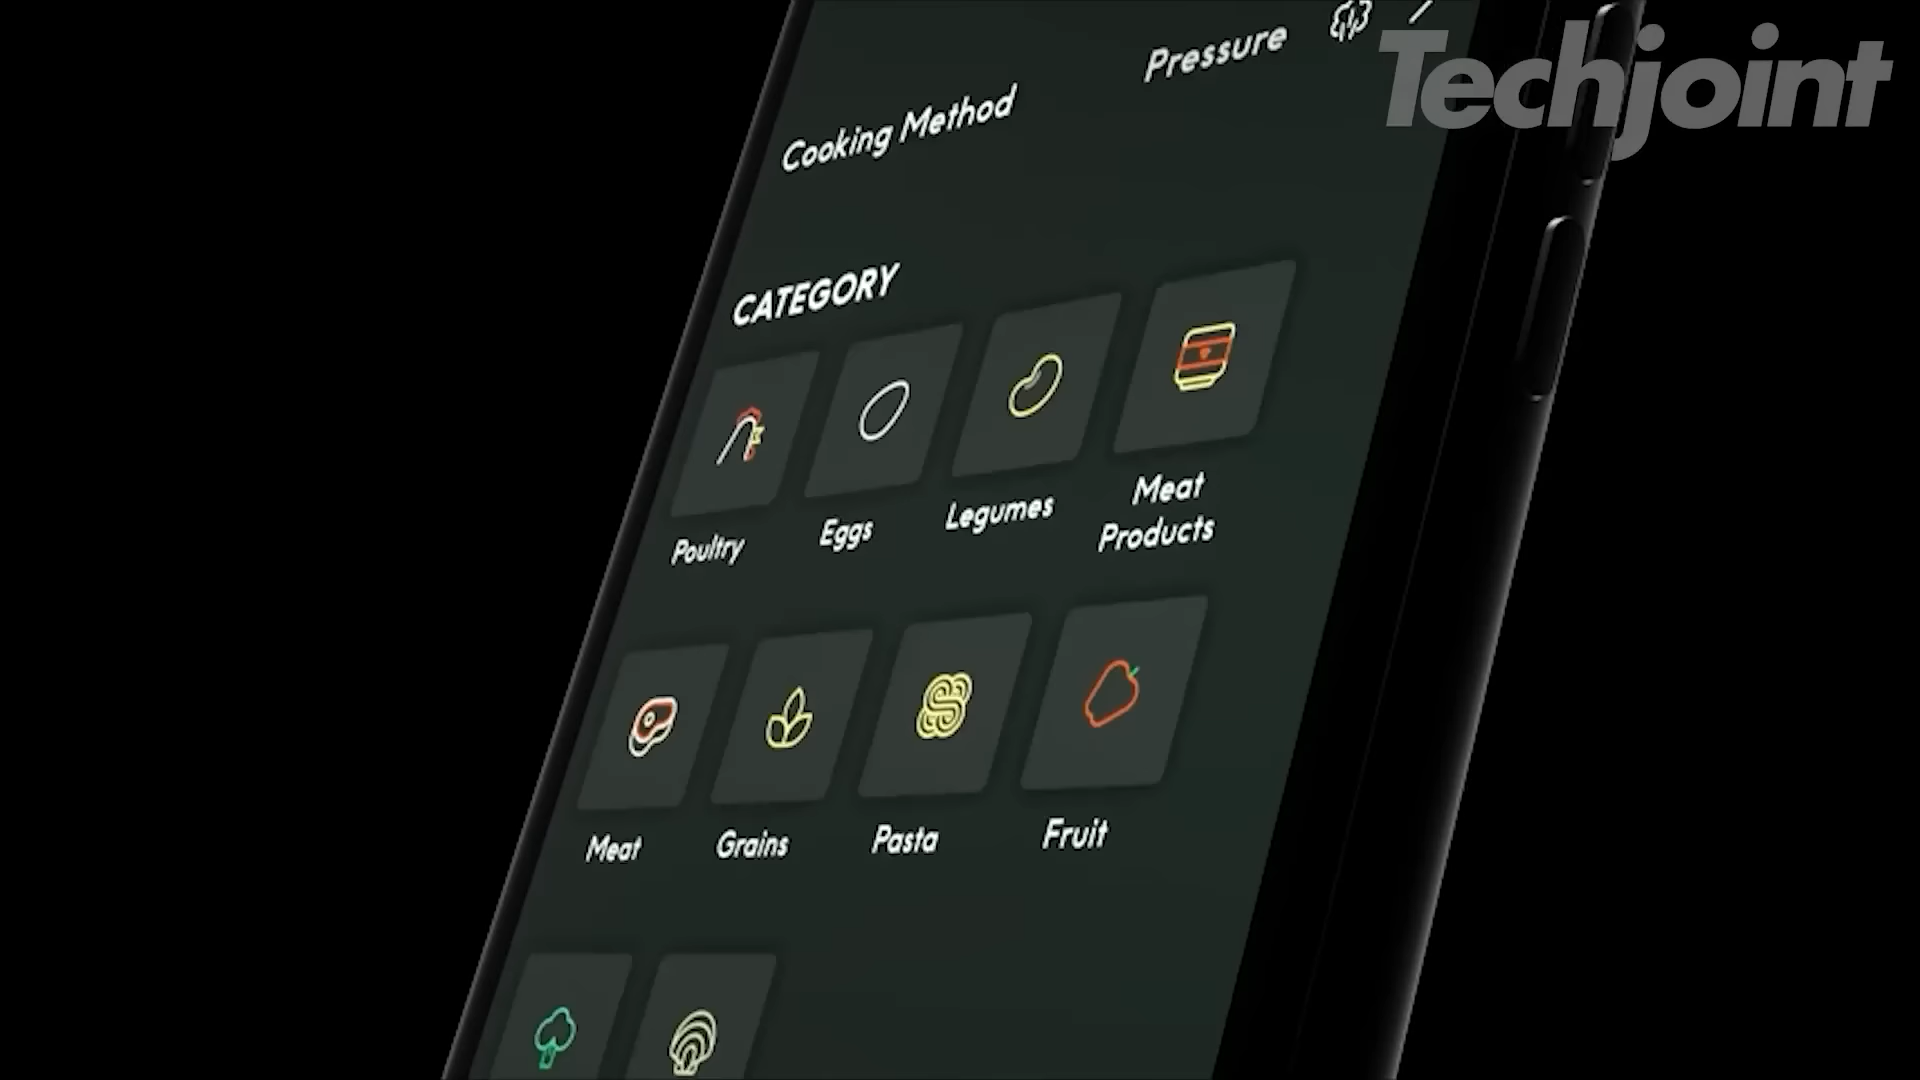 Techjoint
Pressure
Cooking Method
CATEGORY
Poultry
Eggs
Legumes
Meat
Products
Meat
Grains
Pasta
Fruit